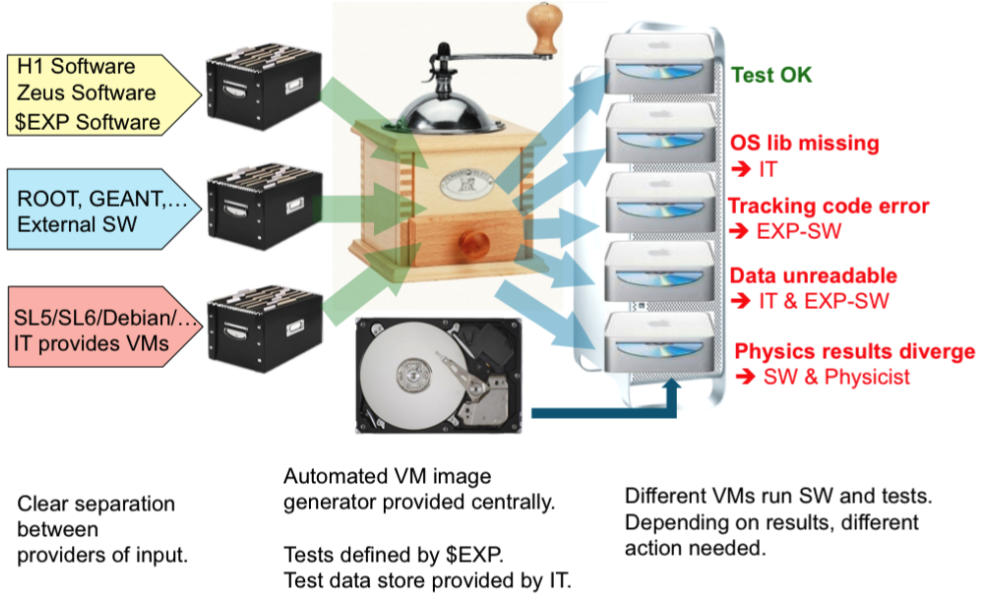 H1 Software
Zeus Software
$EXP Software
ROOT, GEANT,...
External SW
SL5/SL6/Debian/...
IT provides VMs
Test OK
OS lib missing
➔ IT
Tracking code error
➔ EXP-SW
Data unreadable
➔ IT & EXP-SW
Physics results diverge
➔ SW & Physicist
Clear separation
between
providers of input.
Automated VM image
generator provided centrally.
Tests defined by $EXP.
Test data store provided by IT.
Different VMs run SW and tests.
Depending on results, different
action needed.